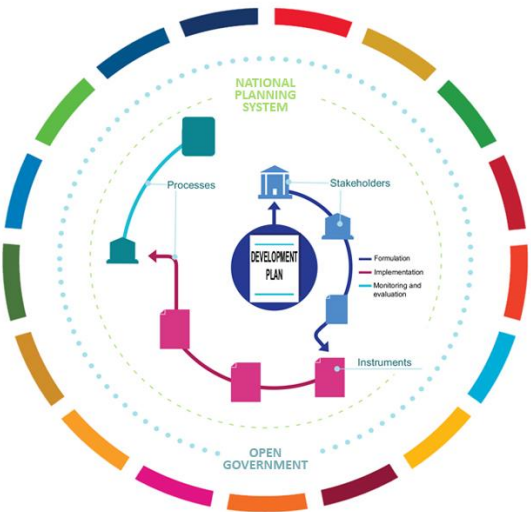 NATIONAL
PLANNING
SYSTEM
Processes
Stakeholders
DEVELOPMENT
PLAN
Formulation
Implementation
Monitoring and
evaluation
Instruments
OPEN
GOVERNMENT